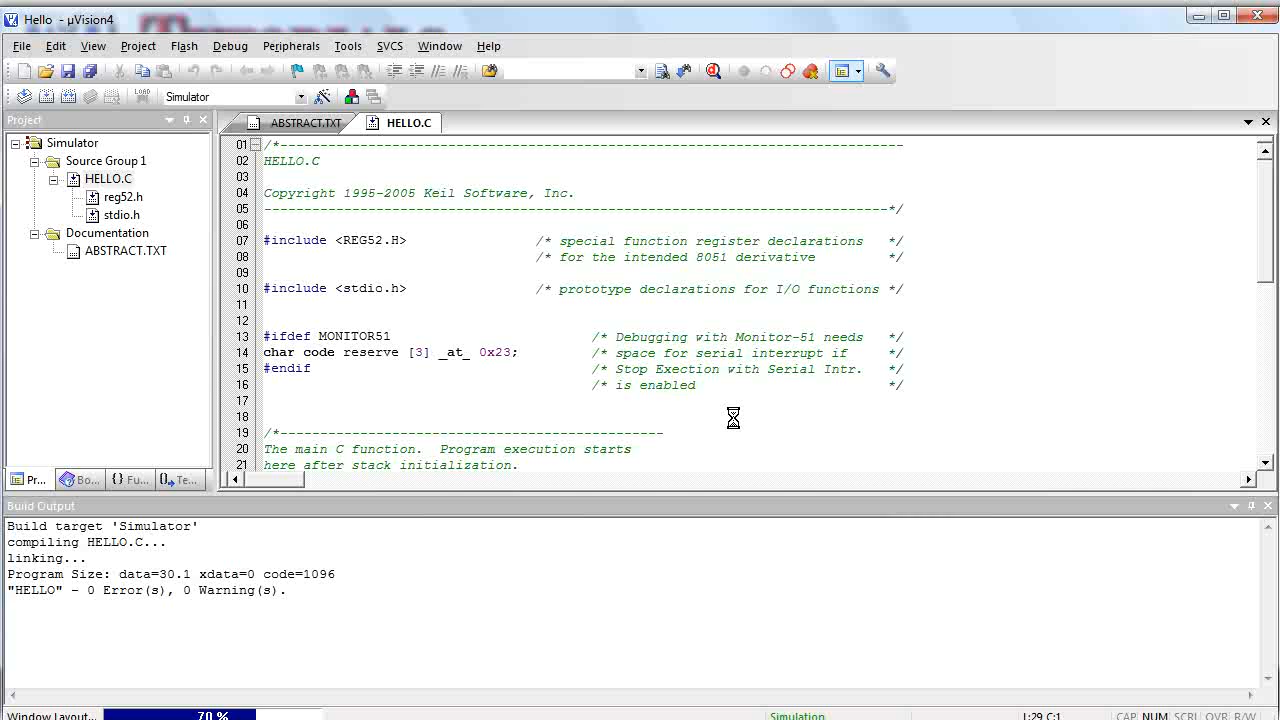 Hello - µVision4
File Edit View Project Flash Debug Peripherals Tools SVCS Window Help
LOAD Simulator
Project
Simulator
Source Group 1
HELLO.C
reg52.h
stdio.h
Documentation
ABSTRACT.TXT
Pr... Bo... {} Fu... Te...
ABSTRACT.TXT HELLO.C
01 /*------------------------------------------------------------------------------
02 HELLO.C
03
04 Copyright 1995-2005 Keil Software, Inc.
05 ------------------------------------------------------------------------------*/
06
07 #include <REG52.H> /* special function register declarations */
08 /* for the intended 8051 derivative */
09
10 #include <stdio.h> /* prototype declarations for I/O functions */
11
12
13 #ifdef MONITOR51 /* Debugging with Monitor-51 needs */
14 char code reserve [3] _at_ 0x23; /* space for serial interrupt if */
15 #endif /* Stop Exection with Serial Intr. */
16 /* is enabled */
17
18
19 /*------------------------------------------------
20 The main C function. Program execution starts
21 here after stack initialization.
Build Output
Build target 'Simulator'
compiling HELLO.C...
linking...
Program Size: data=30.1 xdata=0 code=1096
"HELLO" - 0 Error(s), 0 Warning(s).
Window Layout... 70 % Simulation L:29 C:1 CAP NUM SCRL OVR R/W